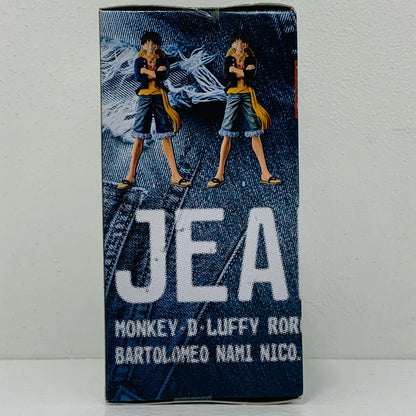 JEA
MONKEY·D·LUFFY ROR
BARTOLOMEO NAMI NICO.